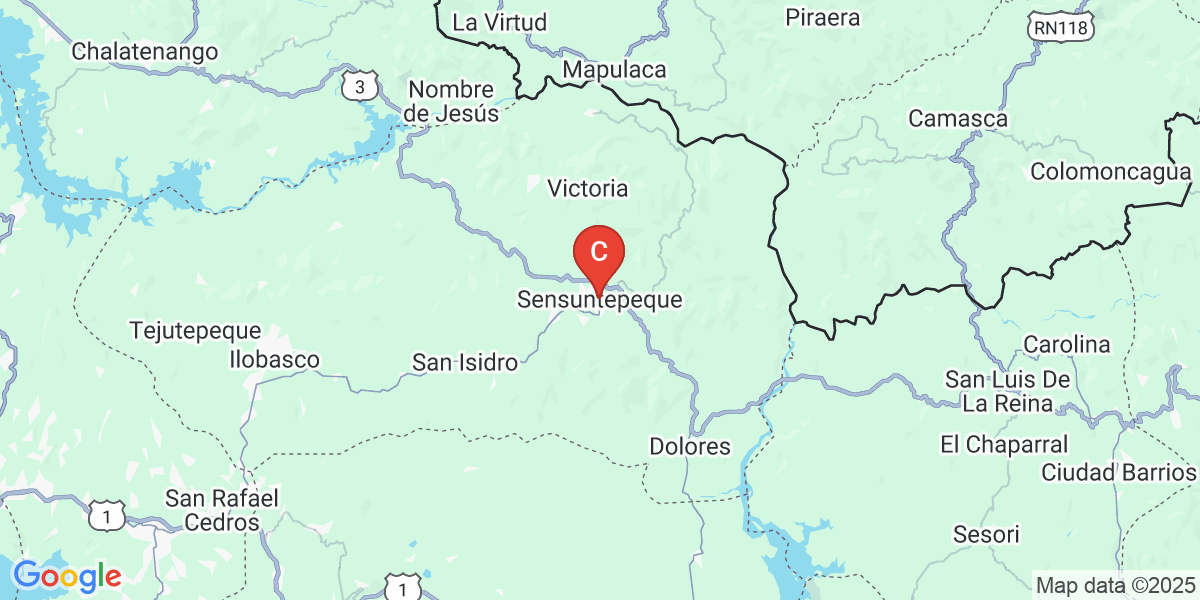 La Virtud
Piraera
RN118
Chalatenango
Mapulaca
3
Nombre
de Jesús
Camasca
Colomoncagua
Victoria
C
Sensuntepeque
Tejutepeque
Ilobasco
San Isidro
Carolina
San Luis De
La Reina
Dolores
El Chaparral
Ciudad Barrios
San Rafael
Cedros
1
Sesori
Google
1
Map data ©2025